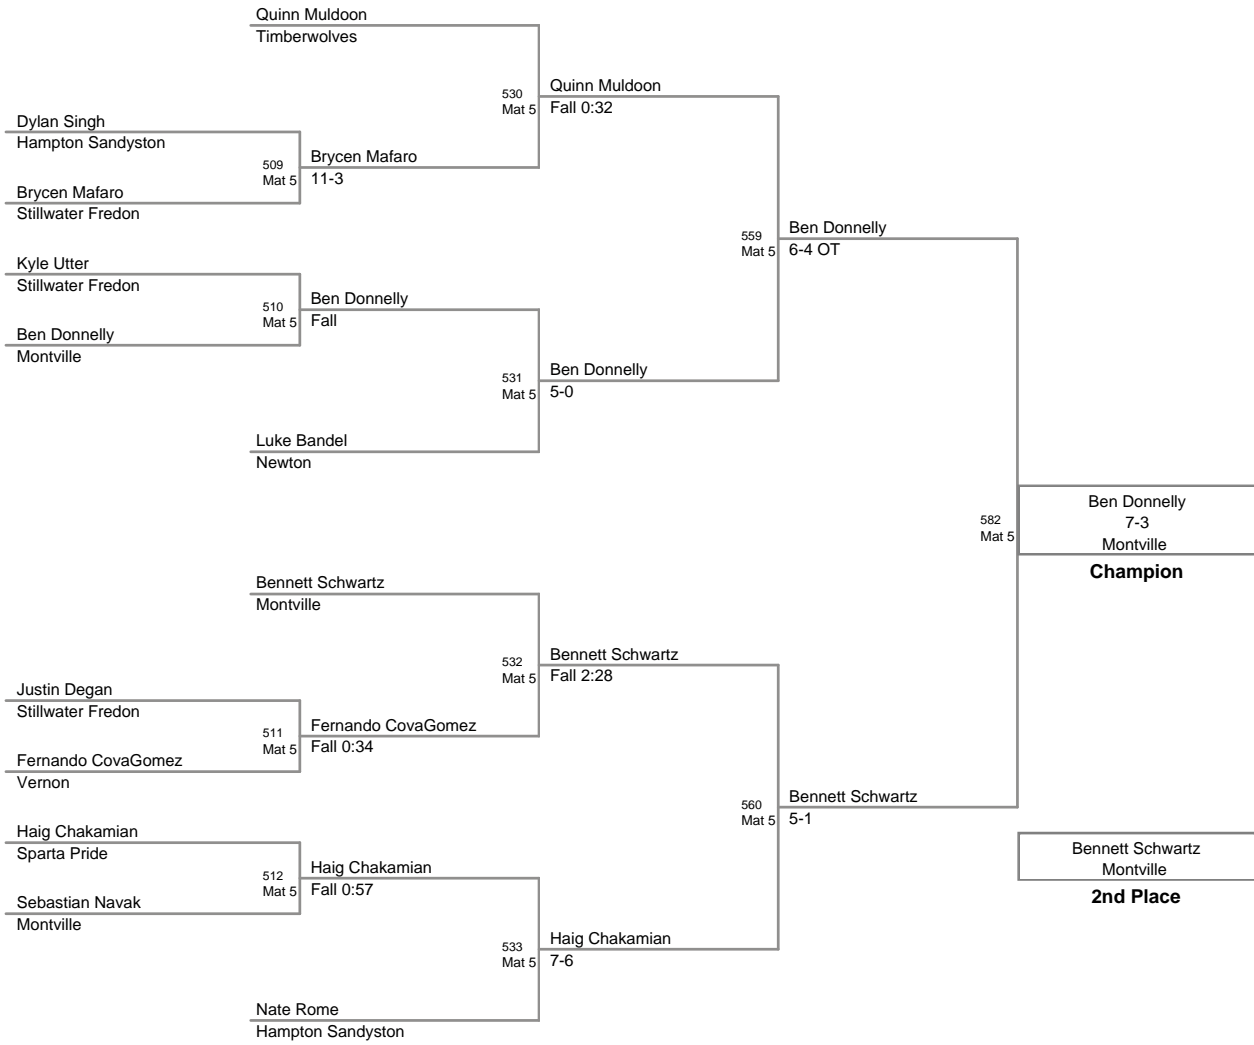 Quinn Muldoon
Timberwolves
530
Mat 5
Quinn Muldoon
Fall 0:32
Dylan Singh
Hampton Sandyston
509
Mat 5
Brycen Mafaro
11-3
Brycen Mafaro
Stillwater Fredon
559
Mat 5
Ben Donnelly
6-4 OT
Kyle Utter
Stillwater Fredon
510
Mat 5
Ben Donnelly
Fall
Ben Donnelly
Montville
531
Mat 5
Ben Donnelly
5-0
Luke Bandel
Newton
582
Mat 5
Ben Donnelly
7-3
Montville
Champion
Bennett Schwartz
Montville
532
Mat 5
Bennett Schwartz
Fall 2:28
Justin Degan
Stillwater Fredon
511
Mat 5
Fernando CovaGomez
Fall 0:34
Fernando CovaGomez
Vernon
560
Mat 5
Bennett Schwartz
5-1
Haig Chakamian
Sparta Pride
512
Mat 5
Haig Chakamian
Fall 0:57
Sebastian Navak
Montville
Bennett Schwartz
Montville
2nd Place
533
Mat 5
Haig Chakamian
7-6
Nate Rome
Hampton Sandyston